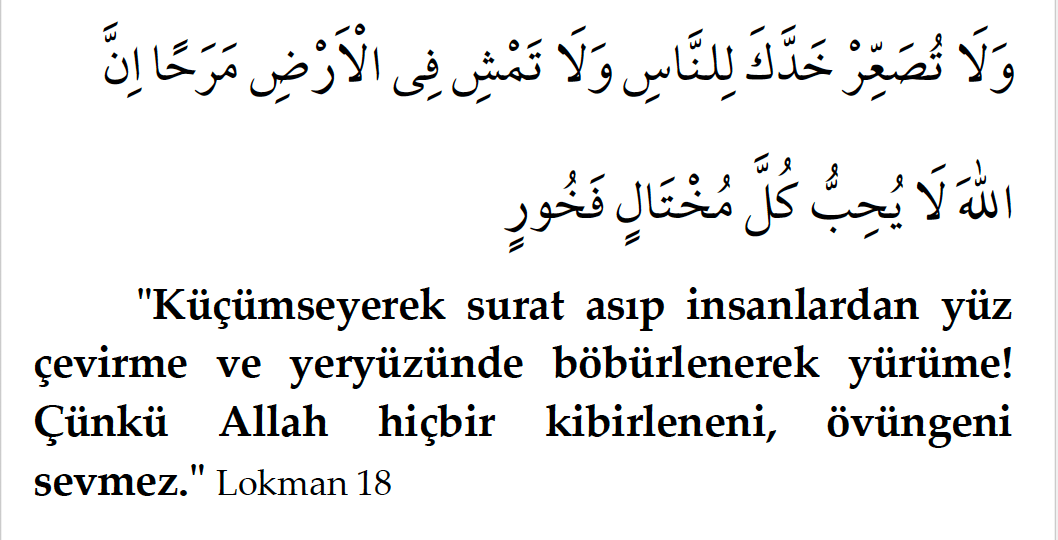 وَلَا تُصَعِّرْ خَدَّكَ لِلنَّاسِ وَلَا تَمْشِ فِى الْاَرْضِ مَرَحًا اِنَّ
اللّٰهَ لَا يُحِبُّ كُلَّ مُخْتَالٍ فَخُورٍ
"Küçümseyerek surat asıp insanlardan yüz
çevirme ve yeryüzünde böbürlenerek yürüme!
Çünkü Allah hiçbir kibirleneni, övüngeni
sevmez." Lokman 18